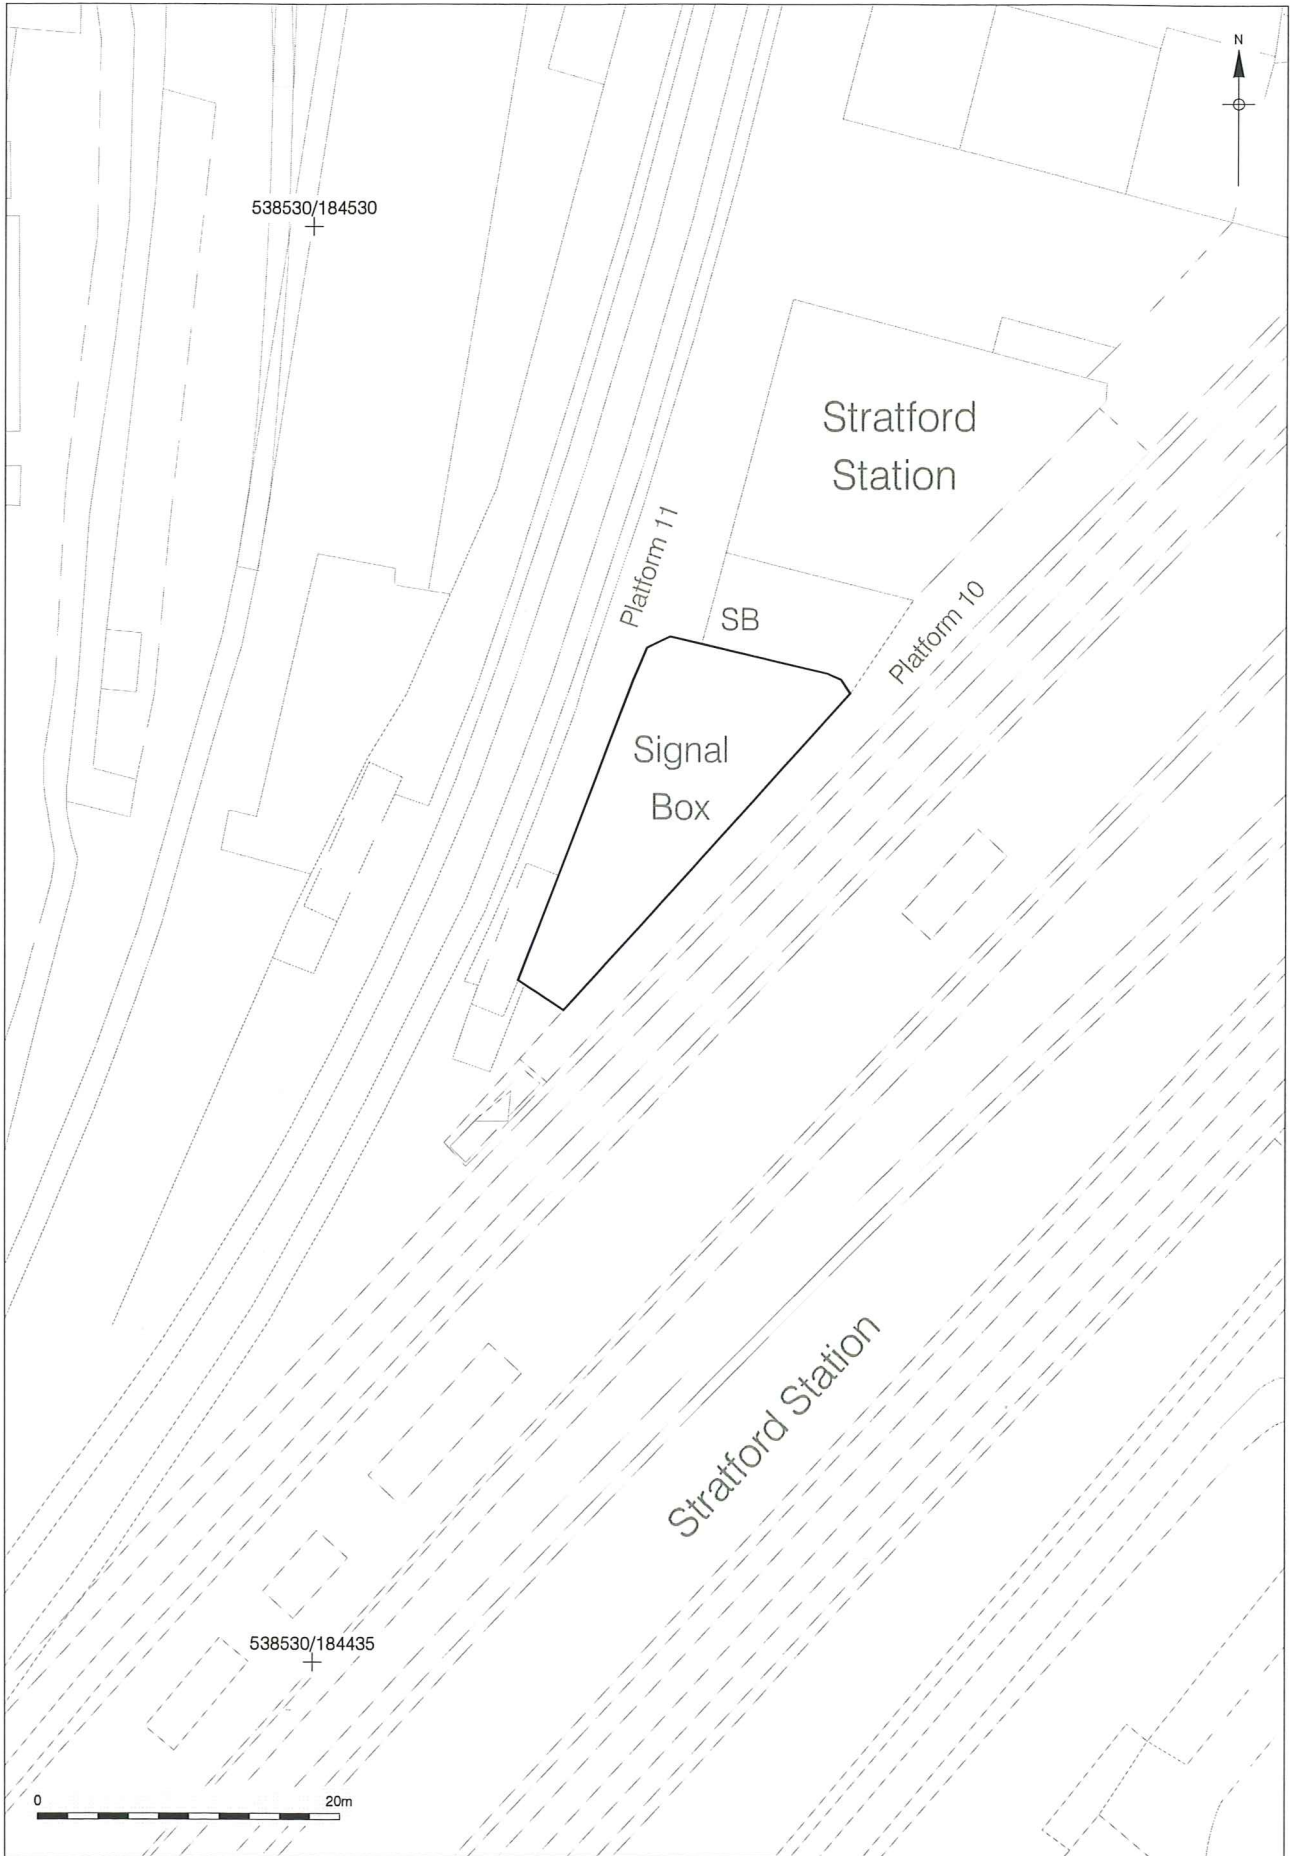 N
538530/184530
Stratford
Station
Platform 11
Platform 10
SB
Signal
Box
Stratford Station
538530/184435
0 20m